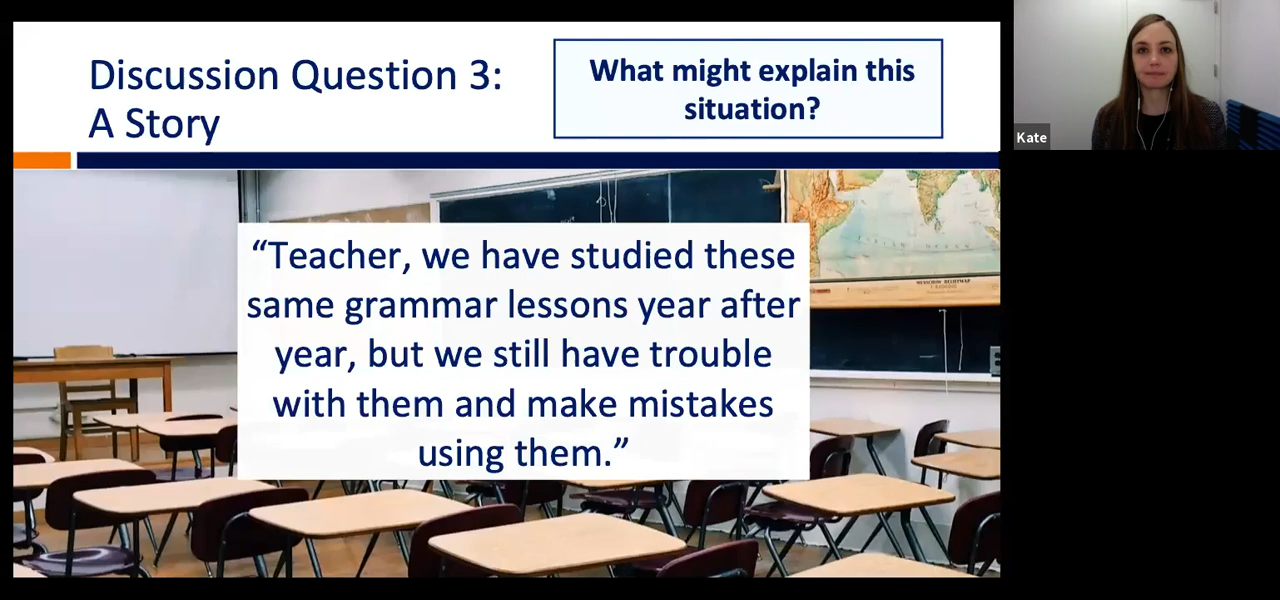 Discussion Question 3:
A Story
What might explain this
situation?
“Teacher, we have studied these
same grammar lessons year after
year, but we still have trouble
with them and make mistakes
using them.”
Kate